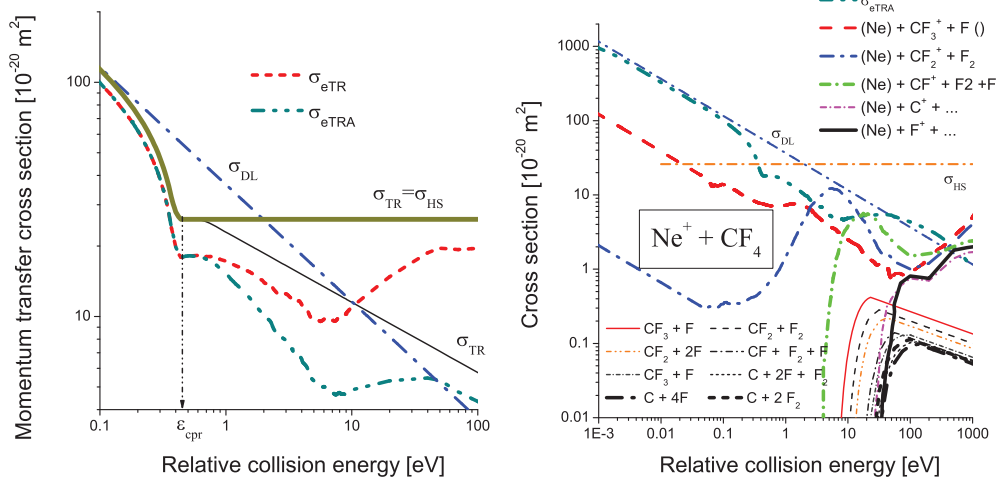 Momentum transfer cross section [10⁻²⁰ m²]
100
10
σeTR
σeTRA
σDL
σTR=σHS
σTR
0.1
εcpr
1
10
100
Relative collision energy [eV]
Cross section [10⁻²⁰ m²]
1000
100
10
1
0.1
0.01
σeTRA
(Ne) + CF₃⁺ + F ()
(Ne) + CF₂⁺ + F₂
(Ne) + CF⁺ + F2 +F
(Ne) + C⁺ + ...
(Ne) + F⁺ + ...
σDL
σHS
Ne⁺ + CF₄
CF₃ + F
CF₂ + F₂
CF₂ + 2F
CF + F₂ + F
CF₃ + F
C + 2F + F₂
C + 4F
C + 2 F₂
1E-3
0.01
0.1
1
10
100
1000
Relative collision energy [eV]